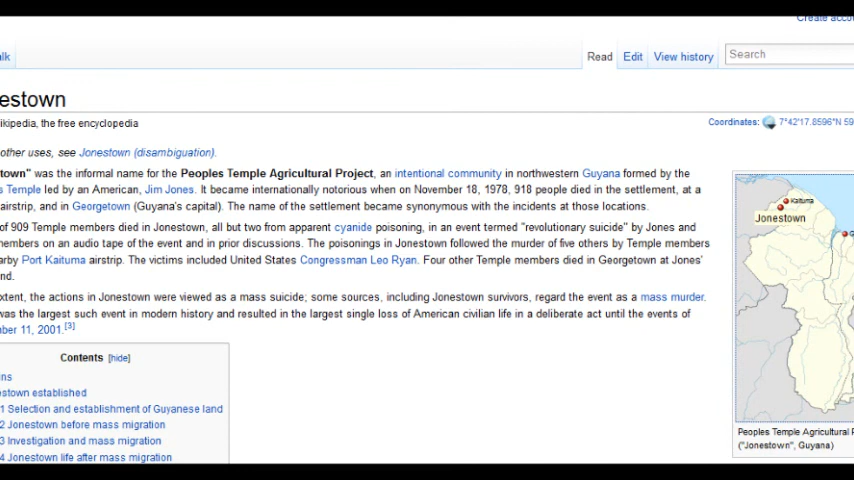 Create accou
lk
Read Edit View history Search
estown
ikipedia, the free encyclopedia
Coordinates: 7°42'17.8596"N 59
other uses, see Jonestown (disambiguation).
town" was the informal name for the Peoples Temple Agricultural Project, an intentional community in northwestern Guyana formed by the
s Temple led by an American, Jim Jones. It became internationally notorious when on November 18, 1978, 918 people died in the settlement, at a
airstrip, and in Georgetown (Guyana's capital). The name of the settlement became synonymous with the incidents at those locations.
of 909 Temple members died in Jonestown, all but two from apparent cyanide poisoning, in an event termed "revolutionary suicide" by Jones and
members on an audio tape of the event and in prior discussions. The poisonings in Jonestown followed the murder of five others by Temple members
arby Port Kaituma airstrip. The victims included United States Congressman Leo Ryan. Four other Temple members died in Georgetown at Jones'
nd.
xtent, the actions in Jonestown were viewed as a mass suicide; some sources, including Jonestown survivors, regard the event as a mass murder.
was the largest such event in modern history and resulted in the largest single loss of American civilian life in a deliberate act until the events of
ber 11, 2001.[3]
Contents [hide]
ins
estown established
1 Selection and establishment of Guyanese land
2 Jonestown before mass migration
3 Investigation and mass migration
4 Jonestown life after mass migration
Kaituma
Jonestown
G
Peoples Temple Agricultural P
("Jonestown", Guyana)